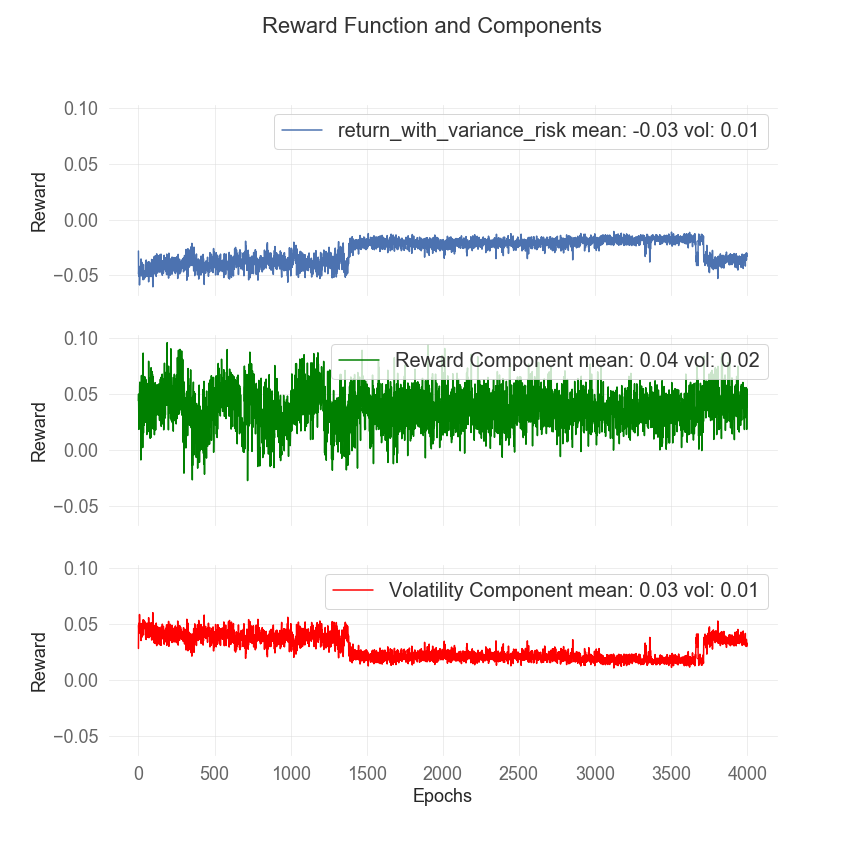 Reward Function and Components
0.10
0.05
0.00
−0.05
Reward
return_with_variance_risk mean: -0.03 vol: 0.01
0.10
0.05
0.00
−0.05
Reward
Reward Component mean: 0.04 vol: 0.02
0.10
0.05
0.00
−0.05
Reward
Volatility Component mean: 0.03 vol: 0.01
0 500 1000 1500 2000 2500 3000 3500 4000
Epochs